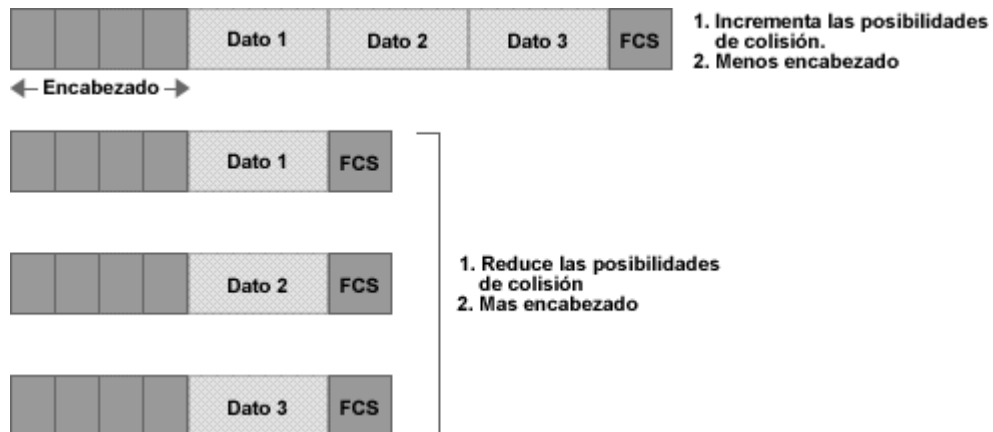 Dato 1 Dato 2 Dato 3 FCS
1. Incrementa las posibilidades
de colisión.
2. Menos encabezado
Encabezado
Dato 1 FCS
Dato 2 FCS
1. Reduce las posibilidades
de colisión
2. Mas encabezado
Dato 3 FCS